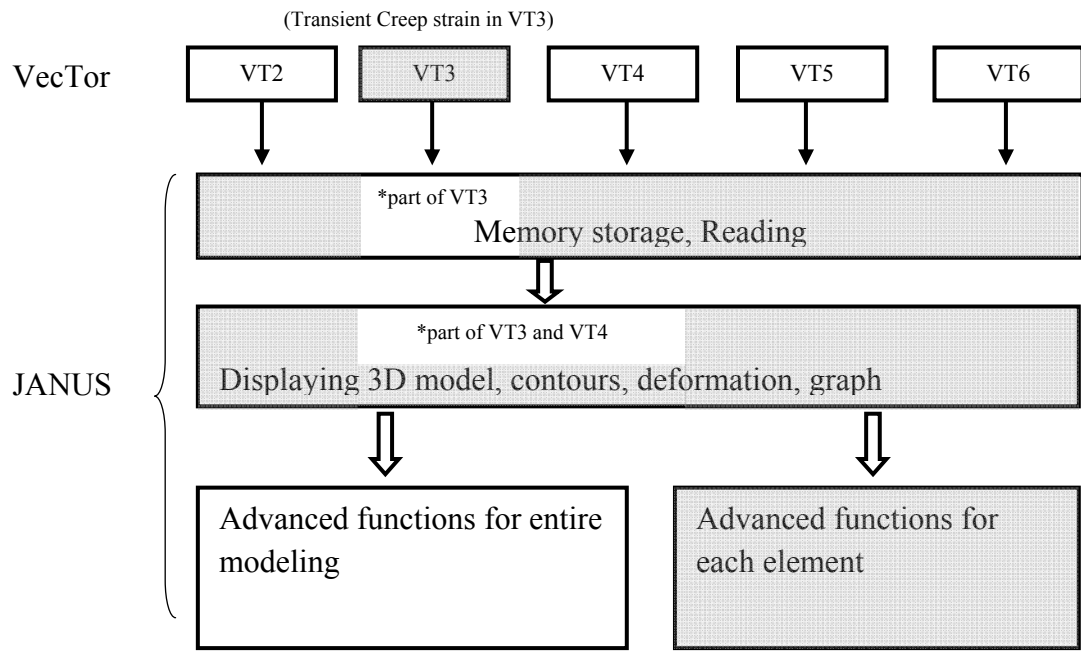 (Transient Creep strain in VT3)
VecTor
VT2
VT3
VT4
VT5
VT6
*part of VT3
Memory storage, Reading
*part of VT3 and VT4
JANUS
Displaying 3D model, contours, deformation, graph
Advanced functions for entire
modeling
Advanced functions for
each element